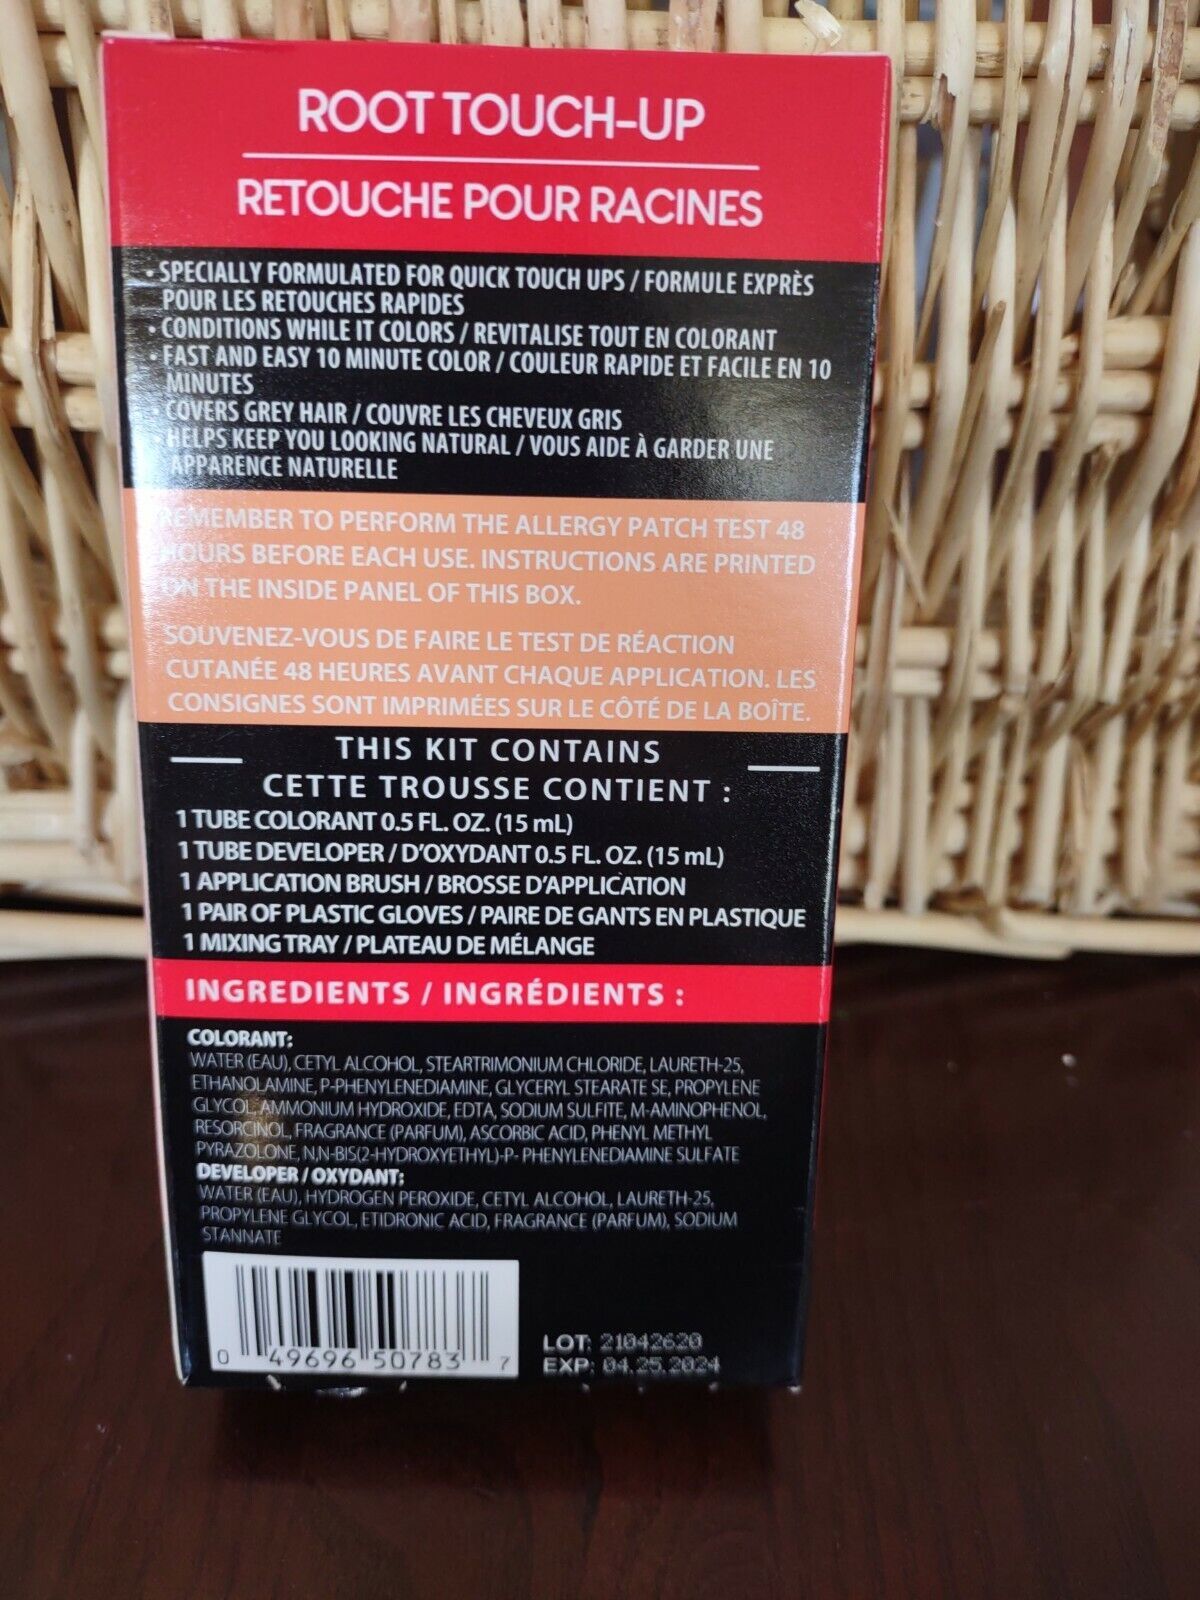 ROOT TOUCH-UP
RETOUCHE POUR RACINES
• SPECIALLY FORMULATED FOR QUICK TOUCH UPS / FORMULE EXPRÈS
POUR LES RETOUCHES RAPIDES
• CONDITIONS WHILE IT COLORS / REVITALISE TOUT EN COLORANT
• FAST AND EASY 10 MINUTE COLOR / COULEUR RAPIDE ET FACILE EN 10
MINUTES
• COVERS GREY HAIR / COUVRE LES CHEVEUX GRIS
• HELPS KEEP YOU LOOKING NATURAL / VOUS AIDE À GARDER UNE
APPARENCE NATURELLE
REMEMBER TO PERFORM THE ALLERGY PATCH TEST 48
HOURS BEFORE EACH USE. INSTRUCTIONS ARE PRINTED
ON THE INSIDE PANEL OF THIS BOX.
SOUVENEZ-VOUS DE FAIRE LE TEST DE RÉACTION
CUTANÉE 48 HEURES AVANT CHAQUE APPLICATION. LES
CONSIGNES SONT IMPRIMÉES SUR LE CÔTÉ DE LA BOÎTE.
THIS KIT CONTAINS
CETTE TROUSSE CONTIENT :
1 TUBE COLORANT 0.5 FL. OZ. (15 mL)
1 TUBE DEVELOPER / D'OXYDANT 0.5 FL. OZ. (15 mL)
1 APPLICATION BRUSH / BROSSE D'APPLICATION
1 PAIR OF PLASTIC GLOVES / PAIRE DE GANTS EN PLASTIQUE
1 MIXING TRAY / PLATEAU DE MÉLANGE
INGREDIENTS / INGRÉDIENTS :
COLORANT:
WATER (EAU), CETYL ALCOHOL, STEARTRIMONIUM CHLORIDE, LAURETH-25,
ETHANOLAMINE, P-PHENYLENEDIAMINE, GLYCERYL STEARATE SE, PROPYLENE
GLYCOL, AMMONIUM HYDROXIDE, EDTA, SODIUM SULFITE, M-AMINOPHENOL,
RESORCINOL, FRAGRANCE (PARFUM), ASCORBIC ACID, PHENYL METHYL
PYRAZOLONE, N,N-BIS(2-HYDROXYETHYL)-P- PHENYLENEDIAMINE SULFATE
DEVELOPER / OXYDANT:
WATER (EAU), HYDROGEN PEROXIDE, CETYL ALCOHOL, LAURETH-25,
PROPYLENE GLYCOL, ETIDRONIC ACID, FRAGRANCE (PARFUM), SODIUM
STANNATE
0 49696 50783 7
LOT: 21042620
EXP: 04.25.2024